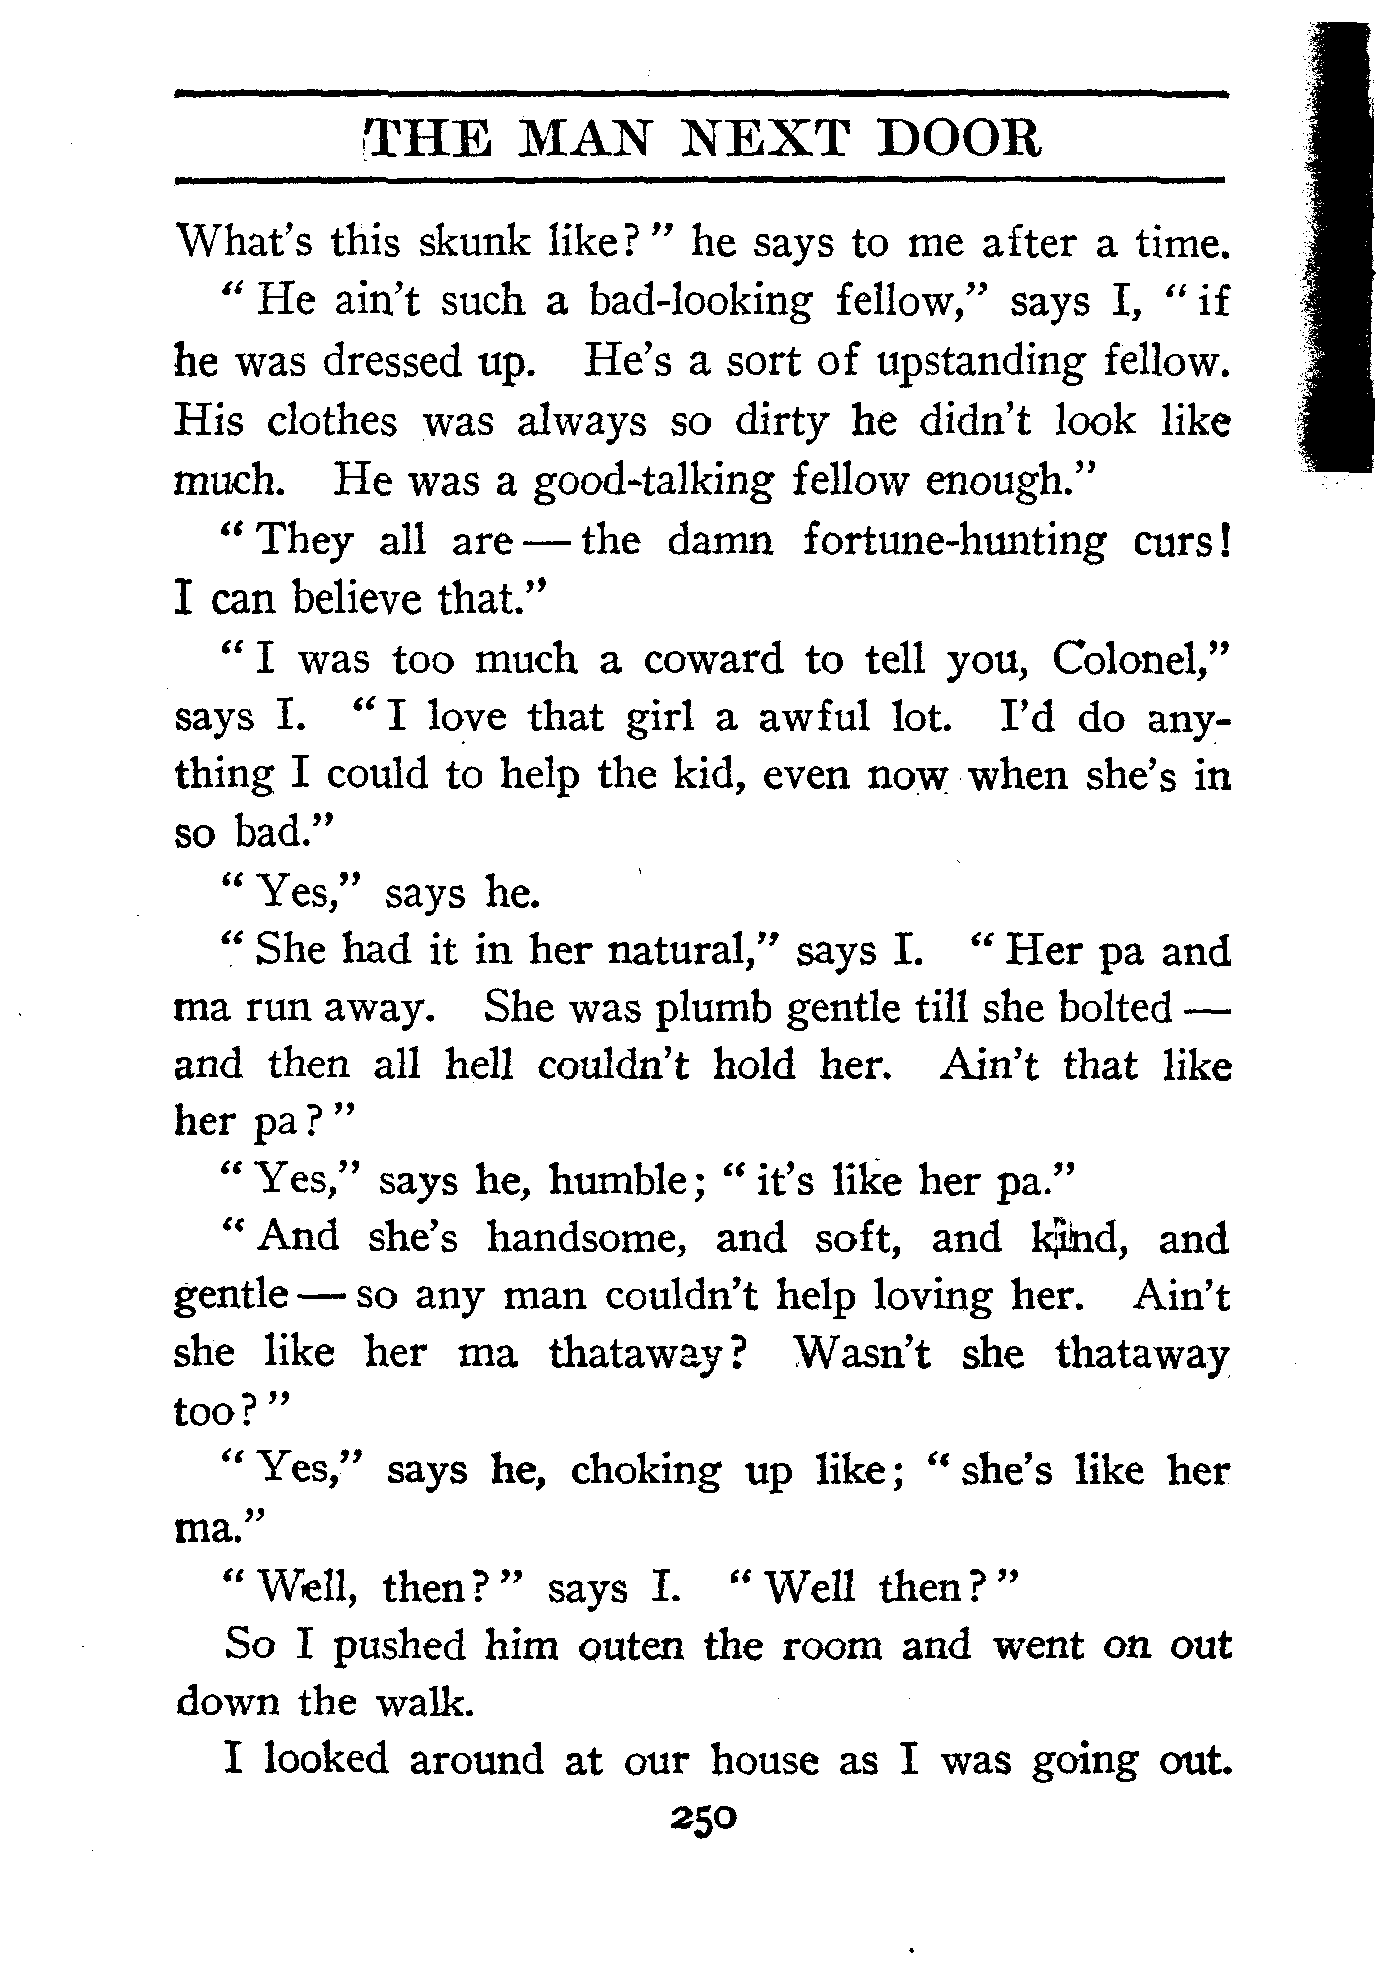 THE MAN NEXT DOOR
What's this skunk like?" he says to me after a time.
"He ain't such a bad-looking fellow," says I, "if
he was dressed up. He's a sort of upstanding fellow.
His clothes was always so dirty he didn't look like
much. He was a good-talking fellow enough."
"They all are — the damn fortune-hunting curs!
I can believe that."
"I was too much a coward to tell you, Colonel,"
says I. "I love that girl a awful lot. I'd do any-
thing I could to help the kid, even now when she's in
so bad."
"Yes," says he.
"She had it in her natural," says I. "Her pa and
ma run away. She was plumb gentle till she bolted —
and then all hell couldn't hold her. Ain't that like
her pa?"
"Yes," says he, humble; "it's like her pa."
"And she's handsome, and soft, and kind, and
gentle — so any man couldn't help loving her. Ain't
she like her ma thataway? Wasn't she thataway
too?"
"Yes," says he, choking up like; "she's like her
ma."
"Well, then?" says I. "Well then?"
So I pushed him outen the room and went on out
down the walk.
I looked around at our house as I was going out.
250